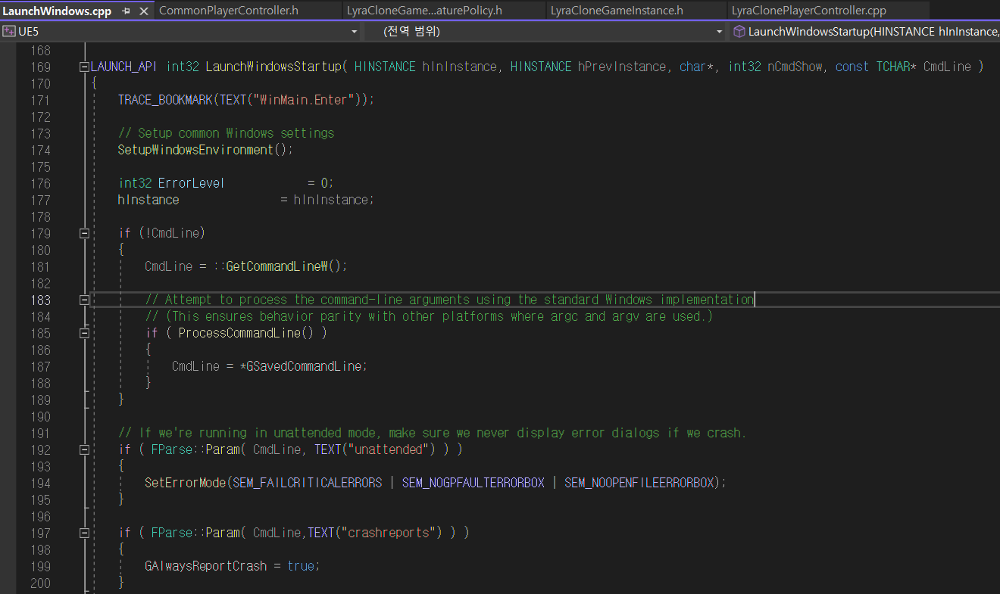 LaunchWindows.cpp CommonPlayerController.h LyraCloneGame...aturePolicy.h LyraCloneGameInstance.h LyraClonePlayerController.cpp
UE5 (전역 범위) LaunchWindowsStartup(HINSTANCE hInInstance,
168
169 LAUNCH_API int32 LaunchWindowsStartup( HINSTANCE hInInstance, HINSTANCE hPrevInstance, char*, int32 nCmdShow, const TCHAR* CmdLine )
170 {
171 TRACE_BOOKMARK(TEXT("WinMain.Enter"));
172
173 // Setup common Windows settings
174 SetupWindowsEnvironment();
175
176 int32 ErrorLevel = 0;
177 hInstance = hInInstance;
178
179 if (!CmdLine)
180 {
181 CmdLine = ::GetCommandLineW();
182
183 // Attempt to process the command-line arguments using the standard Windows implementation
184 // (This ensures behavior parity with other platforms where argc and argv are used.)
185 if ( ProcessCommandLine() )
186 {
187 CmdLine = *GSavedCommandLine;
188 }
189 }
190
191 // If we're running in unattended mode, make sure we never display error dialogs if we crash.
192 if ( FParse::Param( CmdLine, TEXT("unattended") ) )
193 {
194 SetErrorMode(SEM_FAILCRITICALERRORS | SEM_NOGPFAULTERRORBOX | SEM_NOOPENFILEERRORBOX);
195 }
196
197 if ( FParse::Param( CmdLine,TEXT("crashreports") ) )
198 {
199 GAlwaysReportCrash = true;
200 }